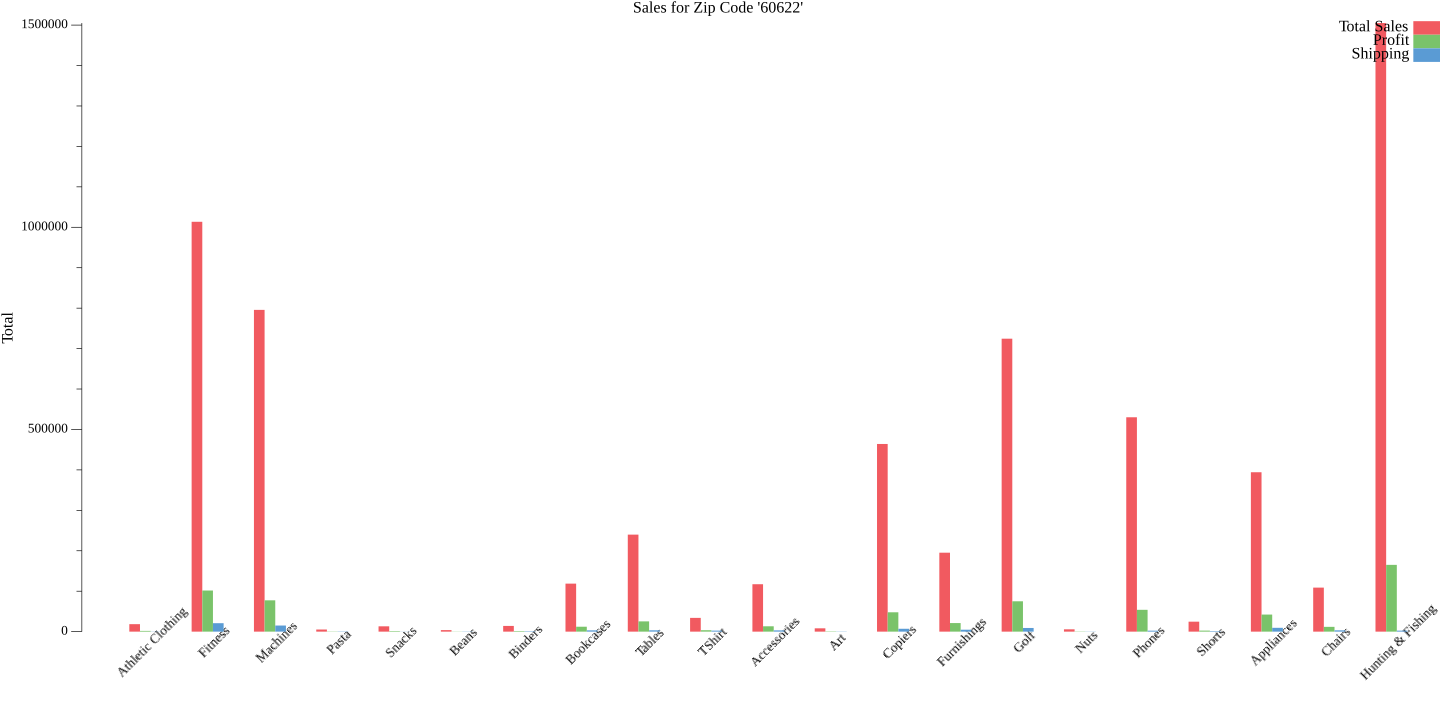 Sales for Zip Code '60622'
1500000
Total Sales
Profit
Shipping
1000000
Total
500000
0
Athletic Clothing
Fitness
Machines
Pasta
Snacks
Beans
Binders
Bookcases
Tables
TShirt
Accessories
Art
Copiers
Furnishings
Golf
Nuts
Phones
Shorts
Appliances
Chairs
Hunting & Fishing